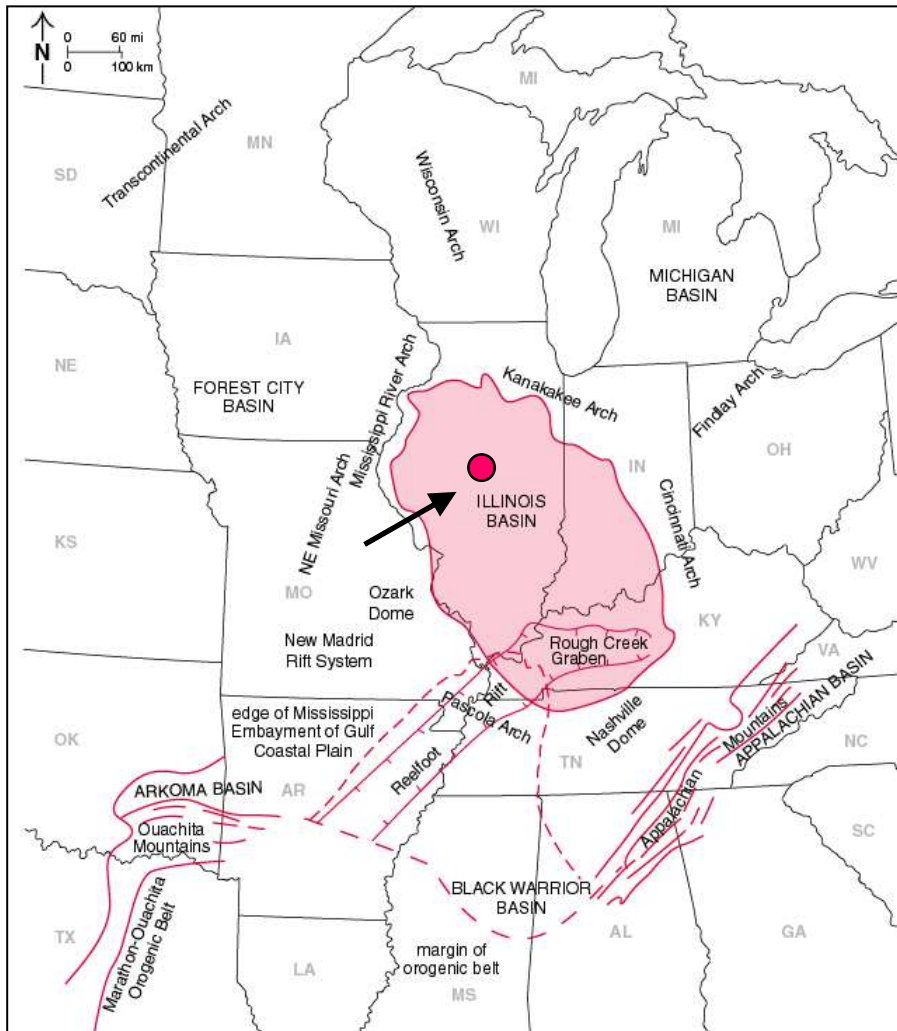 N
0 60 mi
0 100 km
MI
MN
SD
Transcontinental Arch
Wisconsin Arch
WI
MI
MICHIGAN
BASIN
IA
NE
FOREST CITY
BASIN
Mississippi River Arch
Kanakakee Arch
Findlay Arch
OH
NE Missouri Arch
IN
ILLINOIS
BASIN
Cincinnati Arch
KS
WV
MO
Ozark
Dome
KY
New Madrid
Rift System
Rough Creek
Graben
VA
Rift
Pascola Arch
edge of Mississippi
Embayment of Gulf
Coastal Plain
Nashville
Dome
Mountains
APPALACHIAN BASIN
OK
TN
NC
Reelfoot
ARKOMA BASIN
AR
Ouachita
Mountains
Appalachian
SC
BLACK WARRIOR
BASIN
Marathon-Ouachita
Orogenic Belt
TX
AL
GA
margin of
orogenic belt
LA
MS